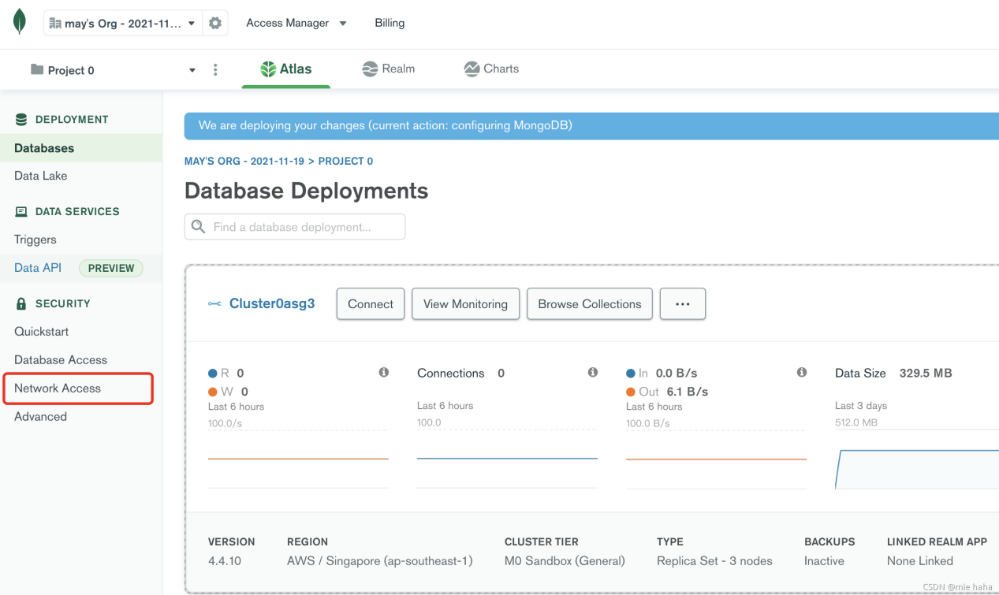 may's Org - 2021-11...
Access Manager
Billing
Project 0
Atlas
Realm
Charts
DEPLOYMENT
Databases
Data Lake
DATA SERVICES
Triggers
Data API PREVIEW
SECURITY
Quickstart
Database Access
Network Access
Advanced
We are deploying your changes (current action: configuring MongoDB)
MAY'S ORG - 2021-11-19 > PROJECT 0
Database Deployments
Find a database deployment...
Cluster0asg3
Connect
View Monitoring
Browse Collections
...
R 0
W 0
Last 6 hours
100.0/s
Connections 0
Last 6 hours
100.0
In 0.0 B/s
Out 6.1 B/s
Last 6 hours
100.0 B/s
Data Size 329.5 MB
Last 3 days
512.0 MB
VERSION
4.4.10
REGION
AWS / Singapore (ap-southeast-1)
CLUSTER TIER
M0 Sandbox (General)
TYPE
Replica Set - 3 nodes
BACKUPS
Inactive
LINKED REALM APP
None Linked
CSDN @mie haha